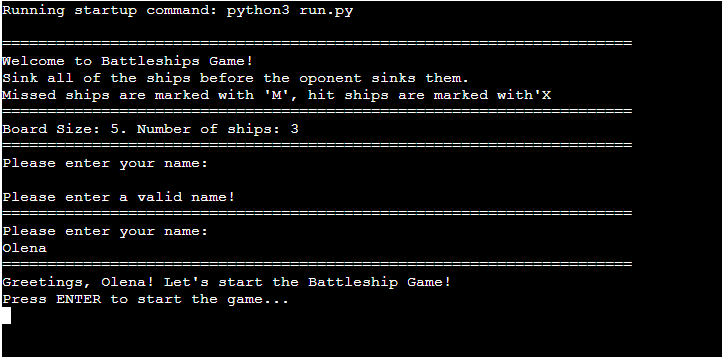 Running startup command: python3 run.py
======================================================================
Welcome to Battleships Game!
Sink all of the ships before the oponent sinks them.
Missed ships are marked with 'M', hit ships are marked with'X
======================================================================
Board Size: 5. Number of ships: 3
======================================================================
Please enter your name:
Please enter a valid name!
======================================================================
Please enter your name:
Olena
======================================================================
Greetings, Olena! Let's start the Battleship Game!
Press ENTER to start the game...